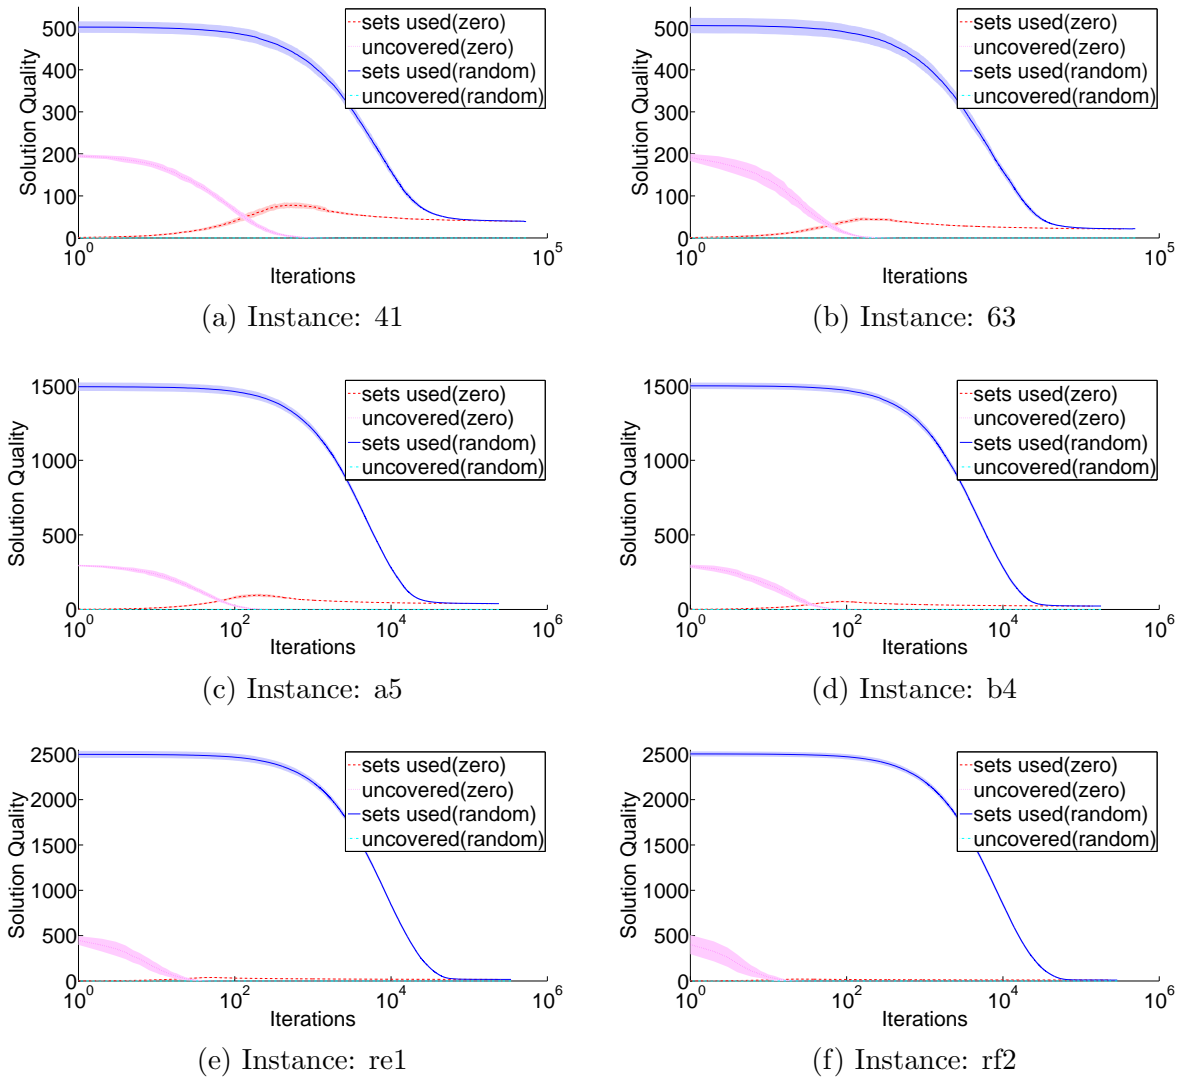 Solution Quality
500
400
300
200
100
0
10^0
10^5
Iterations
sets used(zero)
uncovered(zero)
sets used(random)
uncovered(random)
(a) Instance: 41
Solution Quality
500
400
300
200
100
0
10^0
10^5
Iterations
sets used(zero)
uncovered(zero)
sets used(random)
uncovered(random)
(b) Instance: 63
Solution Quality
1500
1000
500
0
10^0
10^2
10^4
10^6
Iterations
sets used(zero)
uncovered(zero)
sets used(random)
uncovered(random)
(c) Instance: a5
Solution Quality
1500
1000
500
0
10^0
10^2
10^4
10^6
Iterations
sets used(zero)
uncovered(zero)
sets used(random)
uncovered(random)
(d) Instance: b4
Solution Quality
2500
2000
1500
1000
500
0
10^0
10^2
10^4
10^6
Iterations
sets used(zero)
uncovered(zero)
sets used(random)
uncovered(random)
(e) Instance: re1
Solution Quality
2500
2000
1500
1000
500
0
10^0
10^2
10^4
10^6
Iterations
sets used(zero)
uncovered(zero)
sets used(random)
uncovered(random)
(f) Instance: rf2